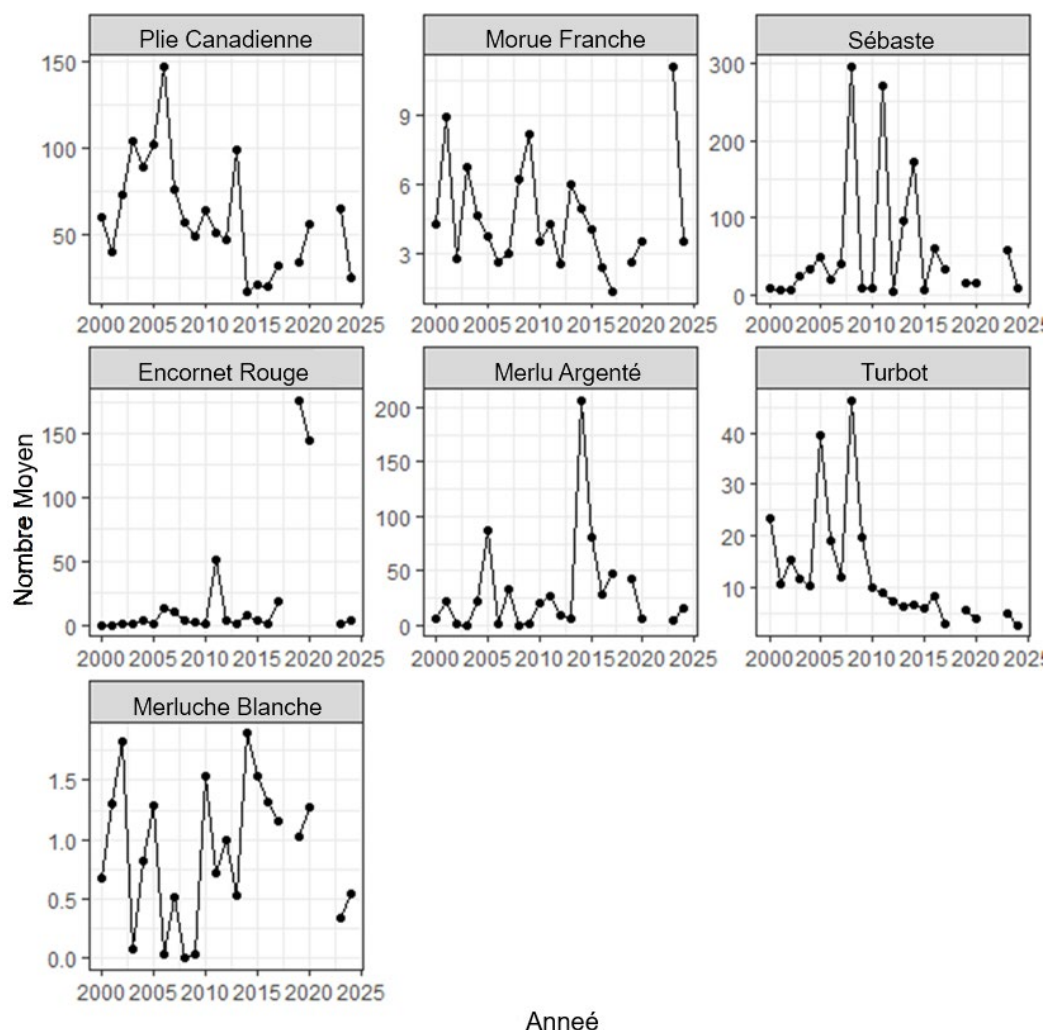 Plie Canadienne
Morue Franche
Sébaste
150
100
50
9
6
3
300
200
100
0
2000 2005 2010 2015 2020 2025
2000 2005 2010 2015 2020 2025
2000 2005 2010 2015 2020 2025
Encornet Rouge
Merlu Argenté
Turbot
Nombre Moyen
150
100
50
0
200
150
100
50
0
40
30
20
10
2000 2005 2010 2015 2020 2025
2000 2005 2010 2015 2020 2025
2000 2005 2010 2015 2020 2025
Merluche Blanche
1.5
1.0
0.5
0.0
2000 2005 2010 2015 2020 2025
Anneé